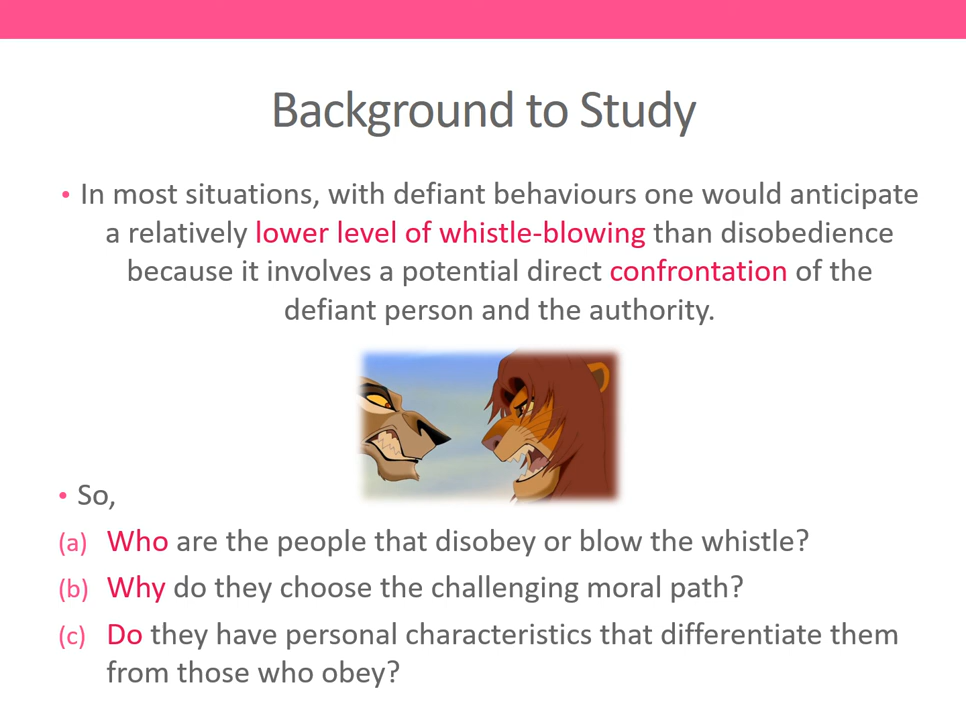 Background to Study
• In most situations, with defiant behaviours one would anticipate
a relatively lower level of whistle-blowing than disobedience
because it involves a potential direct confrontation of the
defiant person and the authority.
• So,
(a) Who are the people that disobey or blow the whistle?
(b) Why do they choose the challenging moral path?
(c) Do they have personal characteristics that differentiate them
from those who obey?